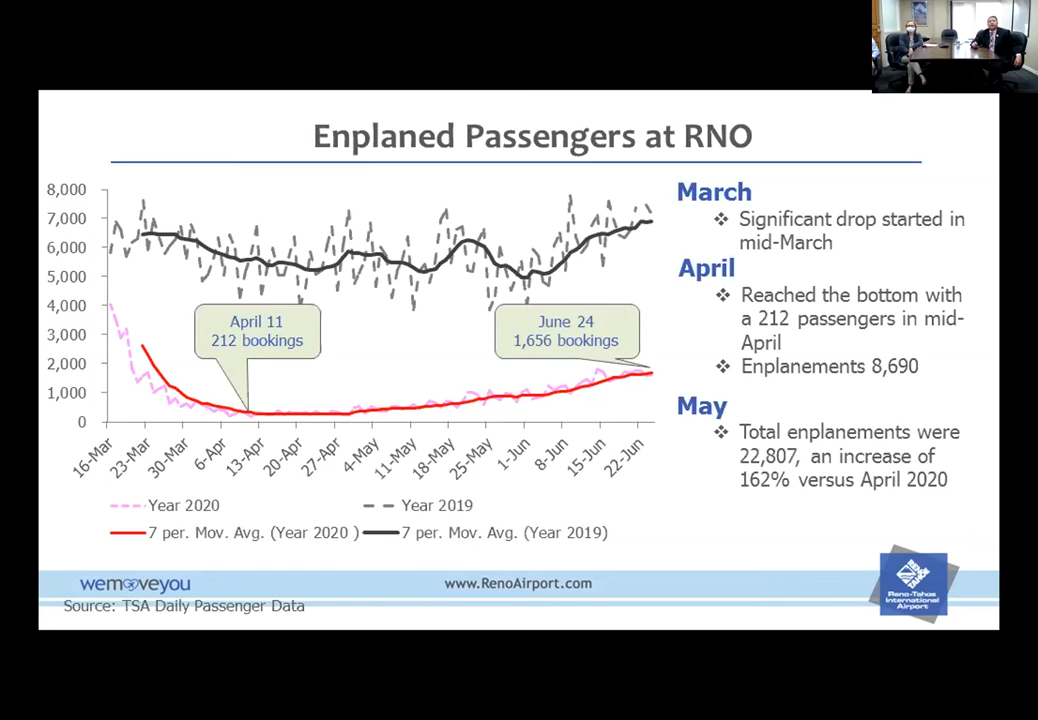 Enplaned Passengers at RNO
8,000
7,000
6,000
5,000
4,000
3,000
2,000
1,000
0
April 11
212 bookings
June 24
1,656 bookings
16-Mar
23-Mar
30-Mar
6-Apr
13-Apr
20-Apr
27-Apr
4-May
11-May
18-May
25-May
1-Jun
8-Jun
15-Jun
22-Jun
Year 2020
Year 2019
7 per. Mov. Avg. (Year 2020 )
7 per. Mov. Avg. (Year 2019)
March
❖ Significant drop started in
mid-March
April
❖ Reached the bottom with
a 212 passengers in mid-
April
❖ Enplanements 8,690
May
❖ Total enplanements were
22,807, an increase of
162% versus April 2020
wemoveyou
www.RenoAirport.com
Source: TSA Daily Passenger Data
Reno-Tahoe
International
Airport